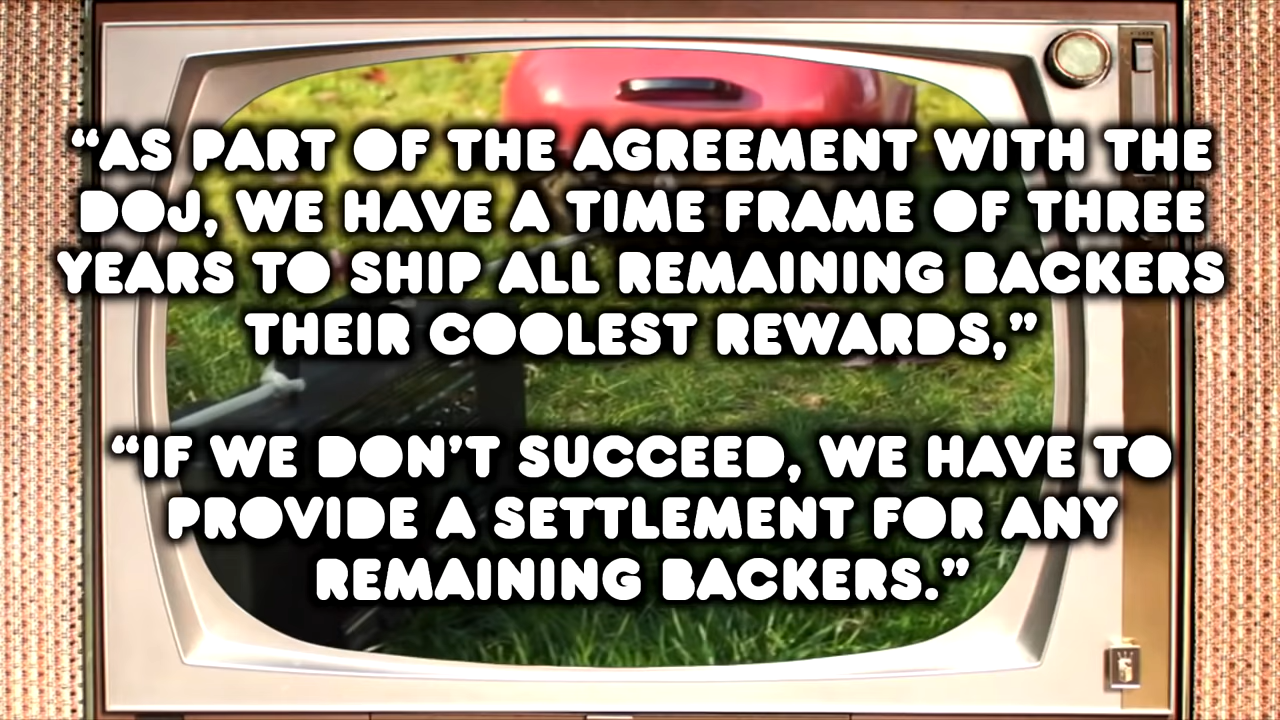 “AS PART OF THE AGREEMENT WITH THE
DOJ, WE HAVE A TIME FRAME OF THREE
YEARS TO SHIP ALL REMAINING BACKERS
THEIR COOLEST REWARDS,”
“IF WE DON’T SUCCEED, WE HAVE TO
PROVIDE A SETTLEMENT FOR ANY
REMAINING BACKERS.”